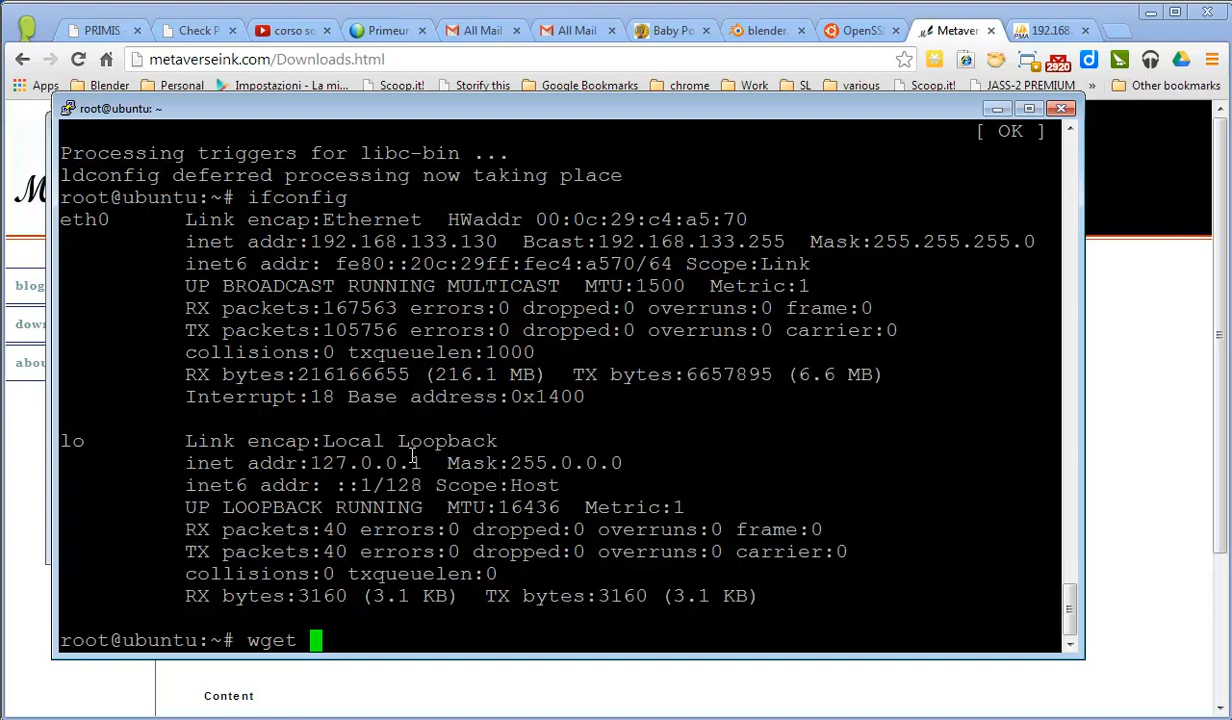 PRIMIS
Check P
corso so
Primeur
All Mail
All Mail
Baby Po
blender.
OpenSSI
Metaver
192.168.
metaverseink.com/Downloads.html
2920
Apps
Blender
Personal
Impostazioni - La mi
Scoop.it!
Storify this
Google Bookmarks
chrome
Work
SL
various
Scoop.it!
JASS-2 PREMIUM
Other bookmarks
root@ubuntu: ~
[ OK ]
Processing triggers for libc-bin ...
ldconfig deferred processing now taking place
root@ubuntu:~# ifconfig
eth0 Link encap:Ethernet HWaddr 00:0c:29:c4:a5:70
inet addr:192.168.133.130 Bcast:192.168.133.255 Mask:255.255.255.0
inet6 addr: fe80::20c:29ff:fec4:a570/64 Scope:Link
UP BROADCAST RUNNING MULTICAST MTU:1500 Metric:1
RX packets:167563 errors:0 dropped:0 overruns:0 frame:0
TX packets:105756 errors:0 dropped:0 overruns:0 carrier:0
collisions:0 txqueuelen:1000
RX bytes:216166655 (216.1 MB) TX bytes:6657895 (6.6 MB)
Interrupt:18 Base address:0x1400
lo Link encap:Local Loopback
inet addr:127.0.0.1 Mask:255.0.0.0
inet6 addr: ::1/128 Scope:Host
UP LOOPBACK RUNNING MTU:16436 Metric:1
RX packets:40 errors:0 dropped:0 overruns:0 frame:0
TX packets:40 errors:0 dropped:0 overruns:0 carrier:0
collisions:0 txqueuelen:0
RX bytes:3160 (3.1 KB) TX bytes:3160 (3.1 KB)
root@ubuntu:~# wget
blog
dow
abou
Content